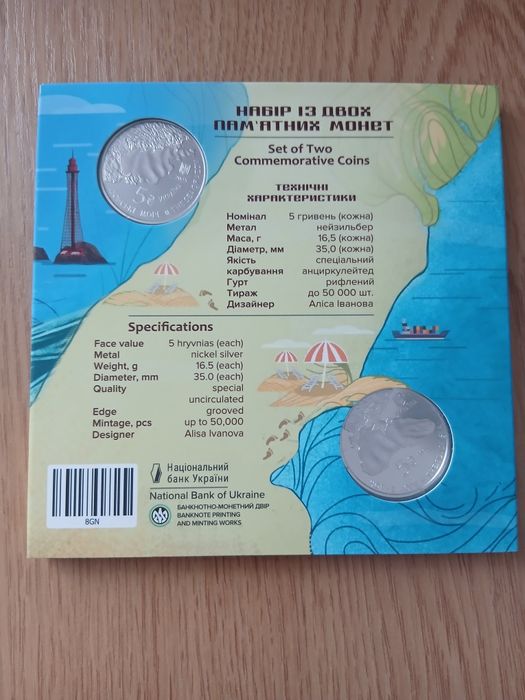 НАБІР ІЗ ДВОХ
ПАМ'ЯТНИХ МОНЕТ
Set of Two
Commemorative Coins
ТЕХНІЧНІ
ХАРАКТЕРИСТИКИ
Номінал 5 гривень (кожна)
Метал нейзильбер
Маса, г 16,5 (кожна)
Діаметр, мм 35,0 (кожна)
Якість спеціальний
карбування анциркулейтед
Гурт рифлений
Тираж до 50 000 шт.
Дизайнер Аліса Іванова
Specifications
Face value 5 hryvnias (each)
Metal nickel silver
Weight, g 16.5 (each)
Diameter, mm 35.0 (each)
Quality special
uncirculated
Edge grooved
Mintage, pcs up to 50,000
Designer Alisa Ivanova
Національний
банк України
National Bank of Ukraine
БАНКНОТНО-МОНЕТНИЙ ДВІР
BANKNOTE PRINTING
AND MINTING WORKS
8GN